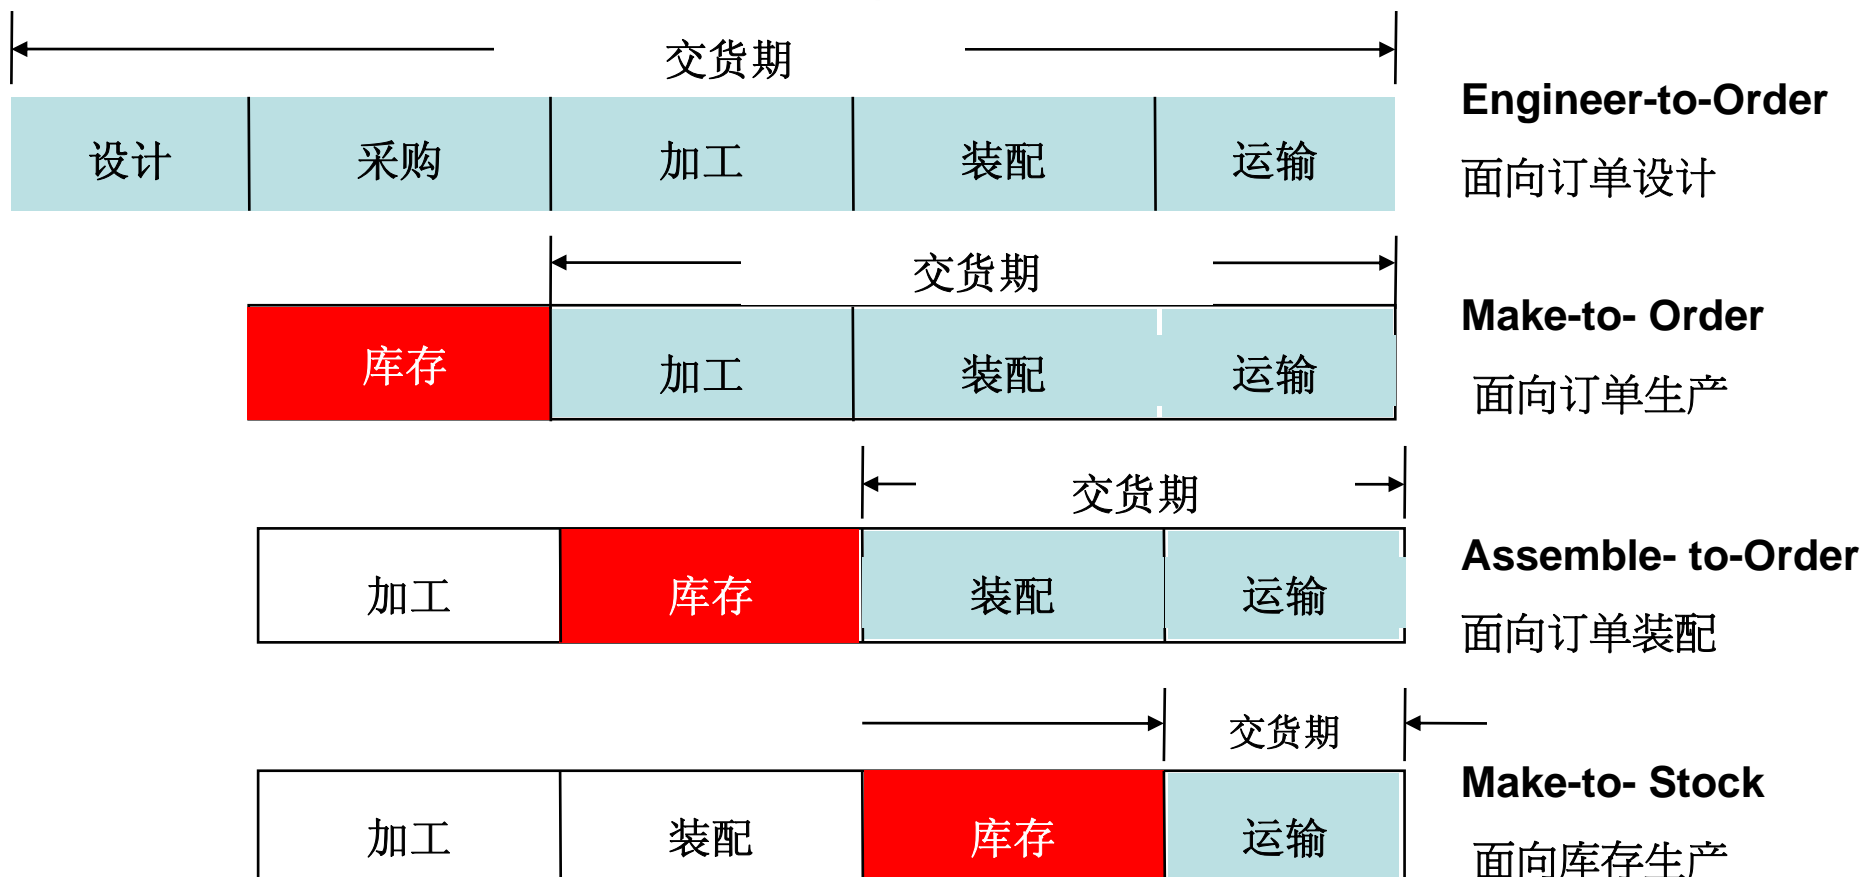 交货期
设计 采购 加工 装配 运输
Engineer-to-Order
面向订单设计
交货期
库存 加工 装配 运输
Make-to- Order
面向订单生产
交货期
加工 库存 装配 运输
Assemble- to-Order
面向订单装配
交货期
加工 装配 库存 运输
Make-to- Stock
面向库存生产